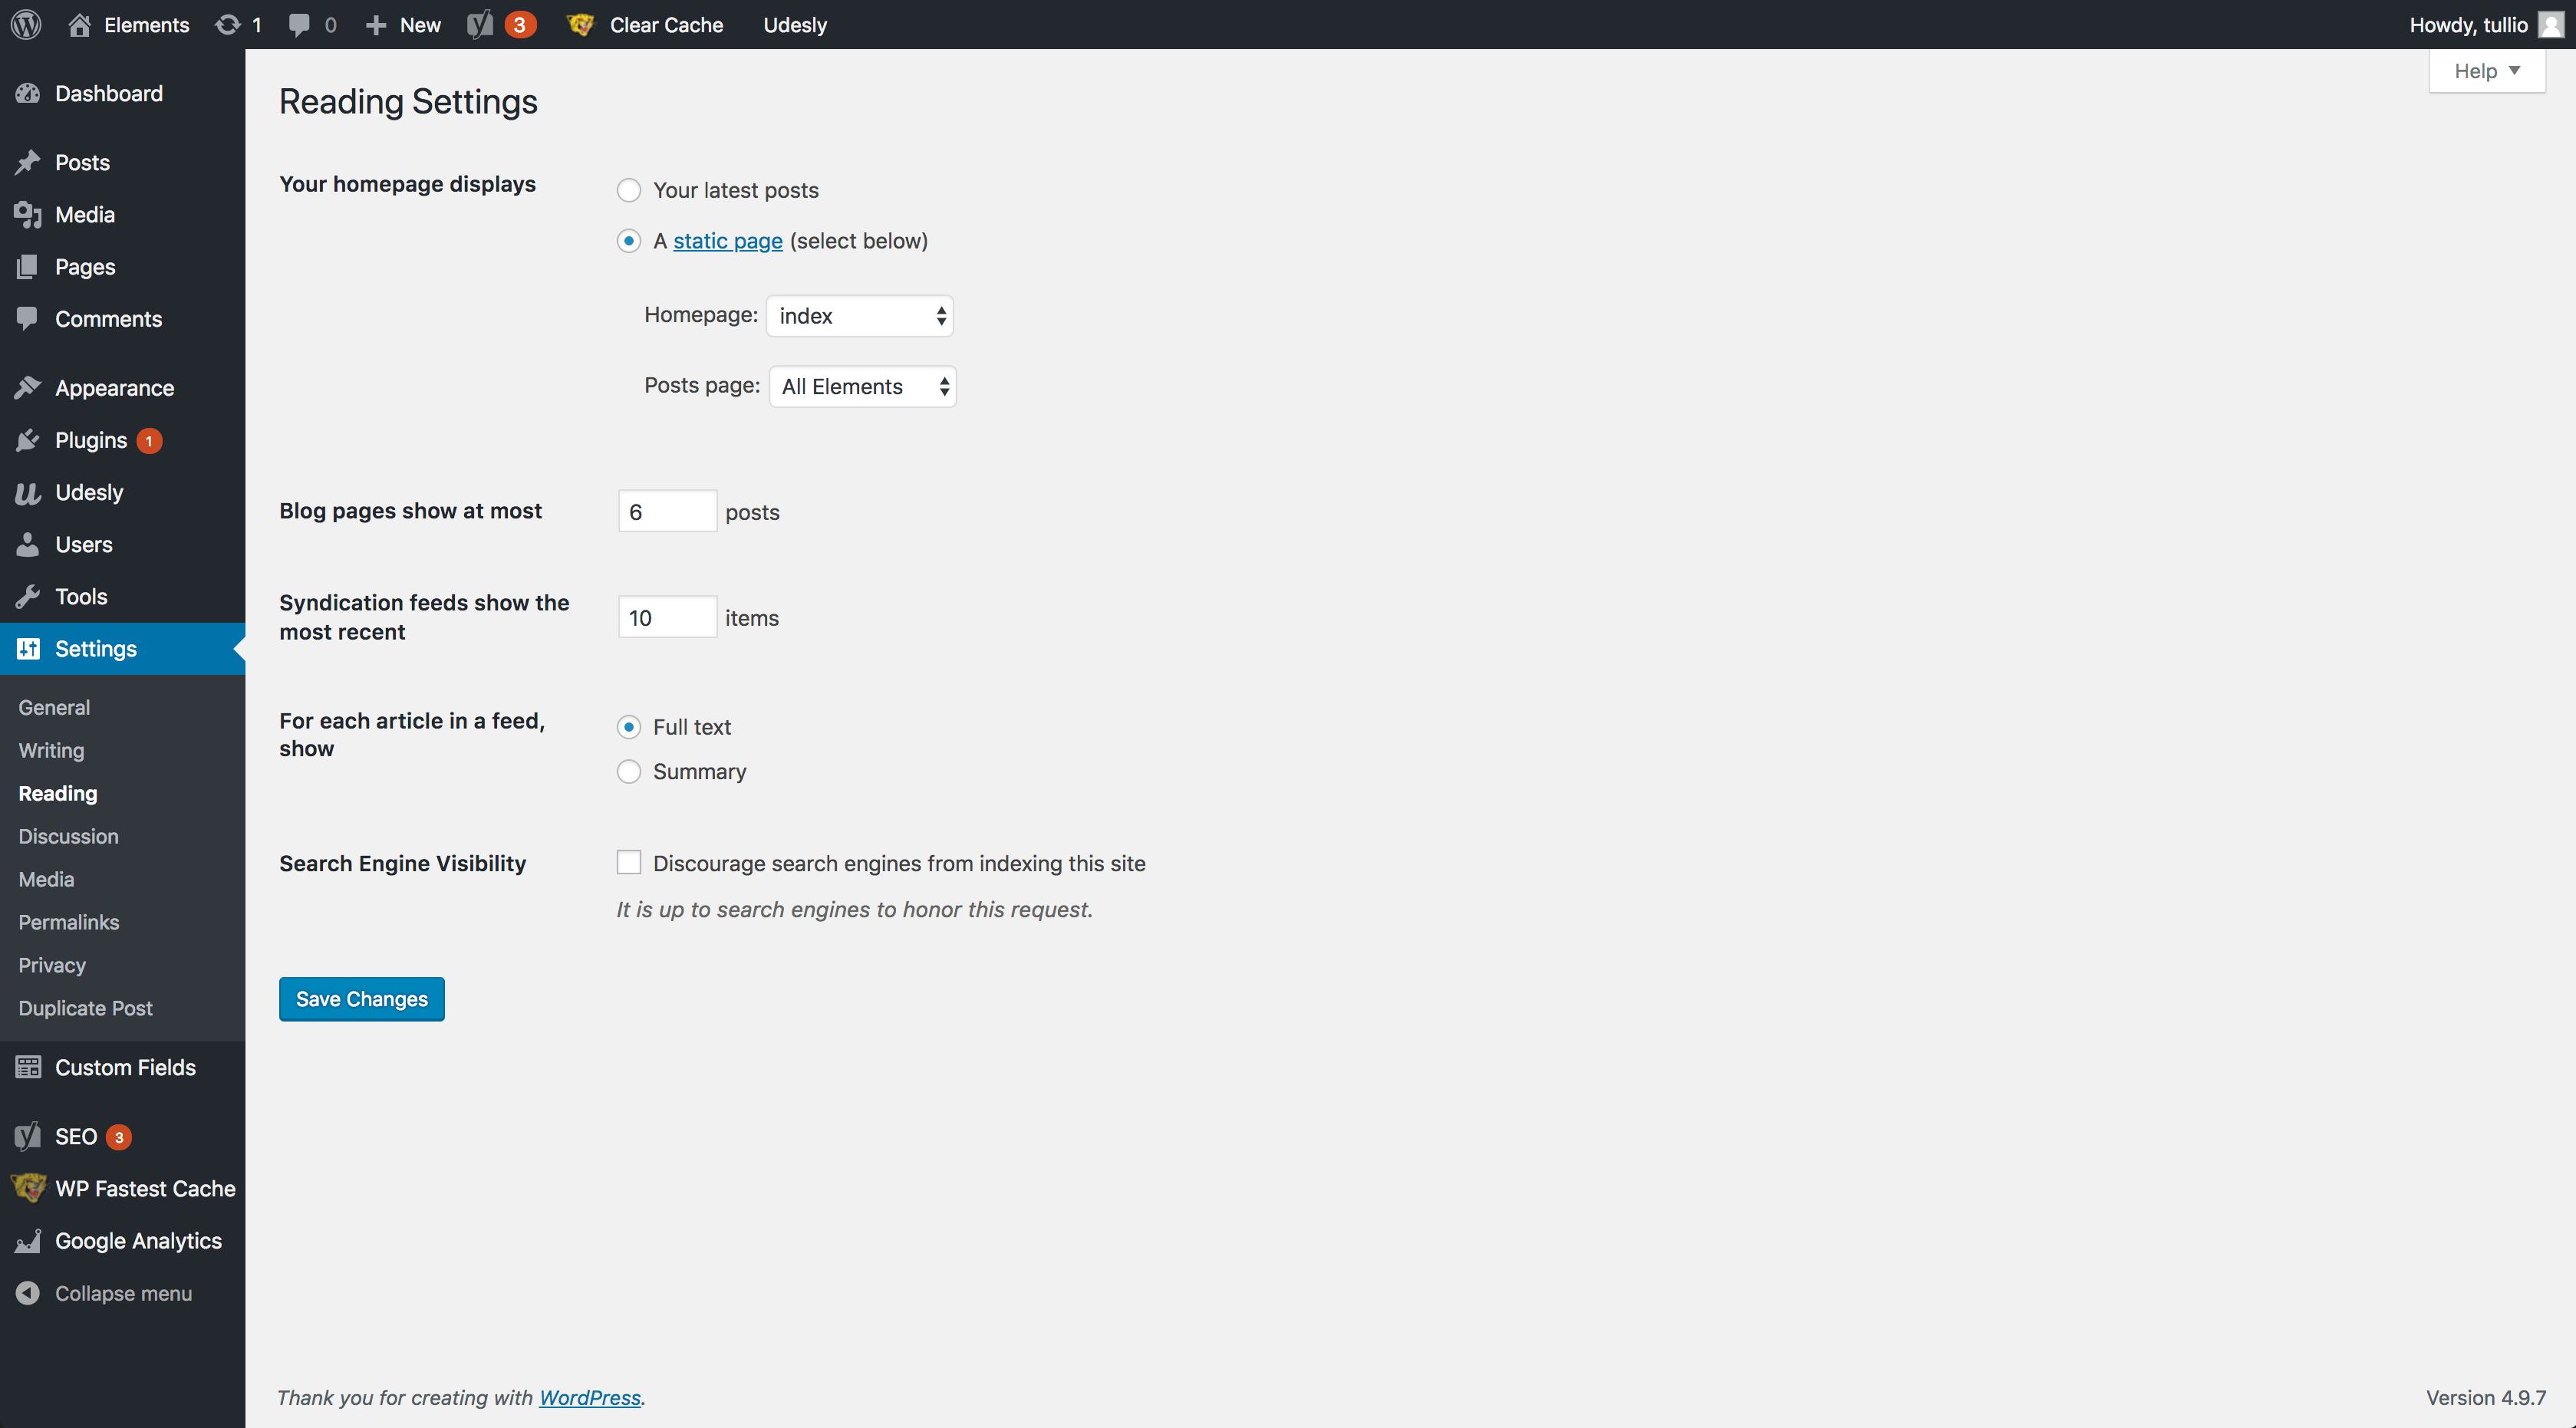 Elements 1 0 New 3 Clear Cache Udesly Howdy, tullio
Help
Dashboard
Posts
Media
Pages
Comments
Appearance
Plugins 1
Udesly
Users
Tools
Settings
General
Writing
Reading
Discussion
Media
Permalinks
Privacy
Duplicate Post
Custom Fields
SEO 3
WP Fastest Cache
Google Analytics
Collapse menu
Reading Settings
Your homepage displays
Your latest posts
A static page (select below)
Homepage: index
Posts page: All Elements
Blog pages show at most 6 posts
Syndication feeds show the
most recent
10 items
For each article in a feed,
show
Full text
Summary
Search Engine Visibility
Discourage search engines from indexing this site
It is up to search engines to honor this request.
Save Changes
Thank you for creating with WordPress.
Version 4.9.7